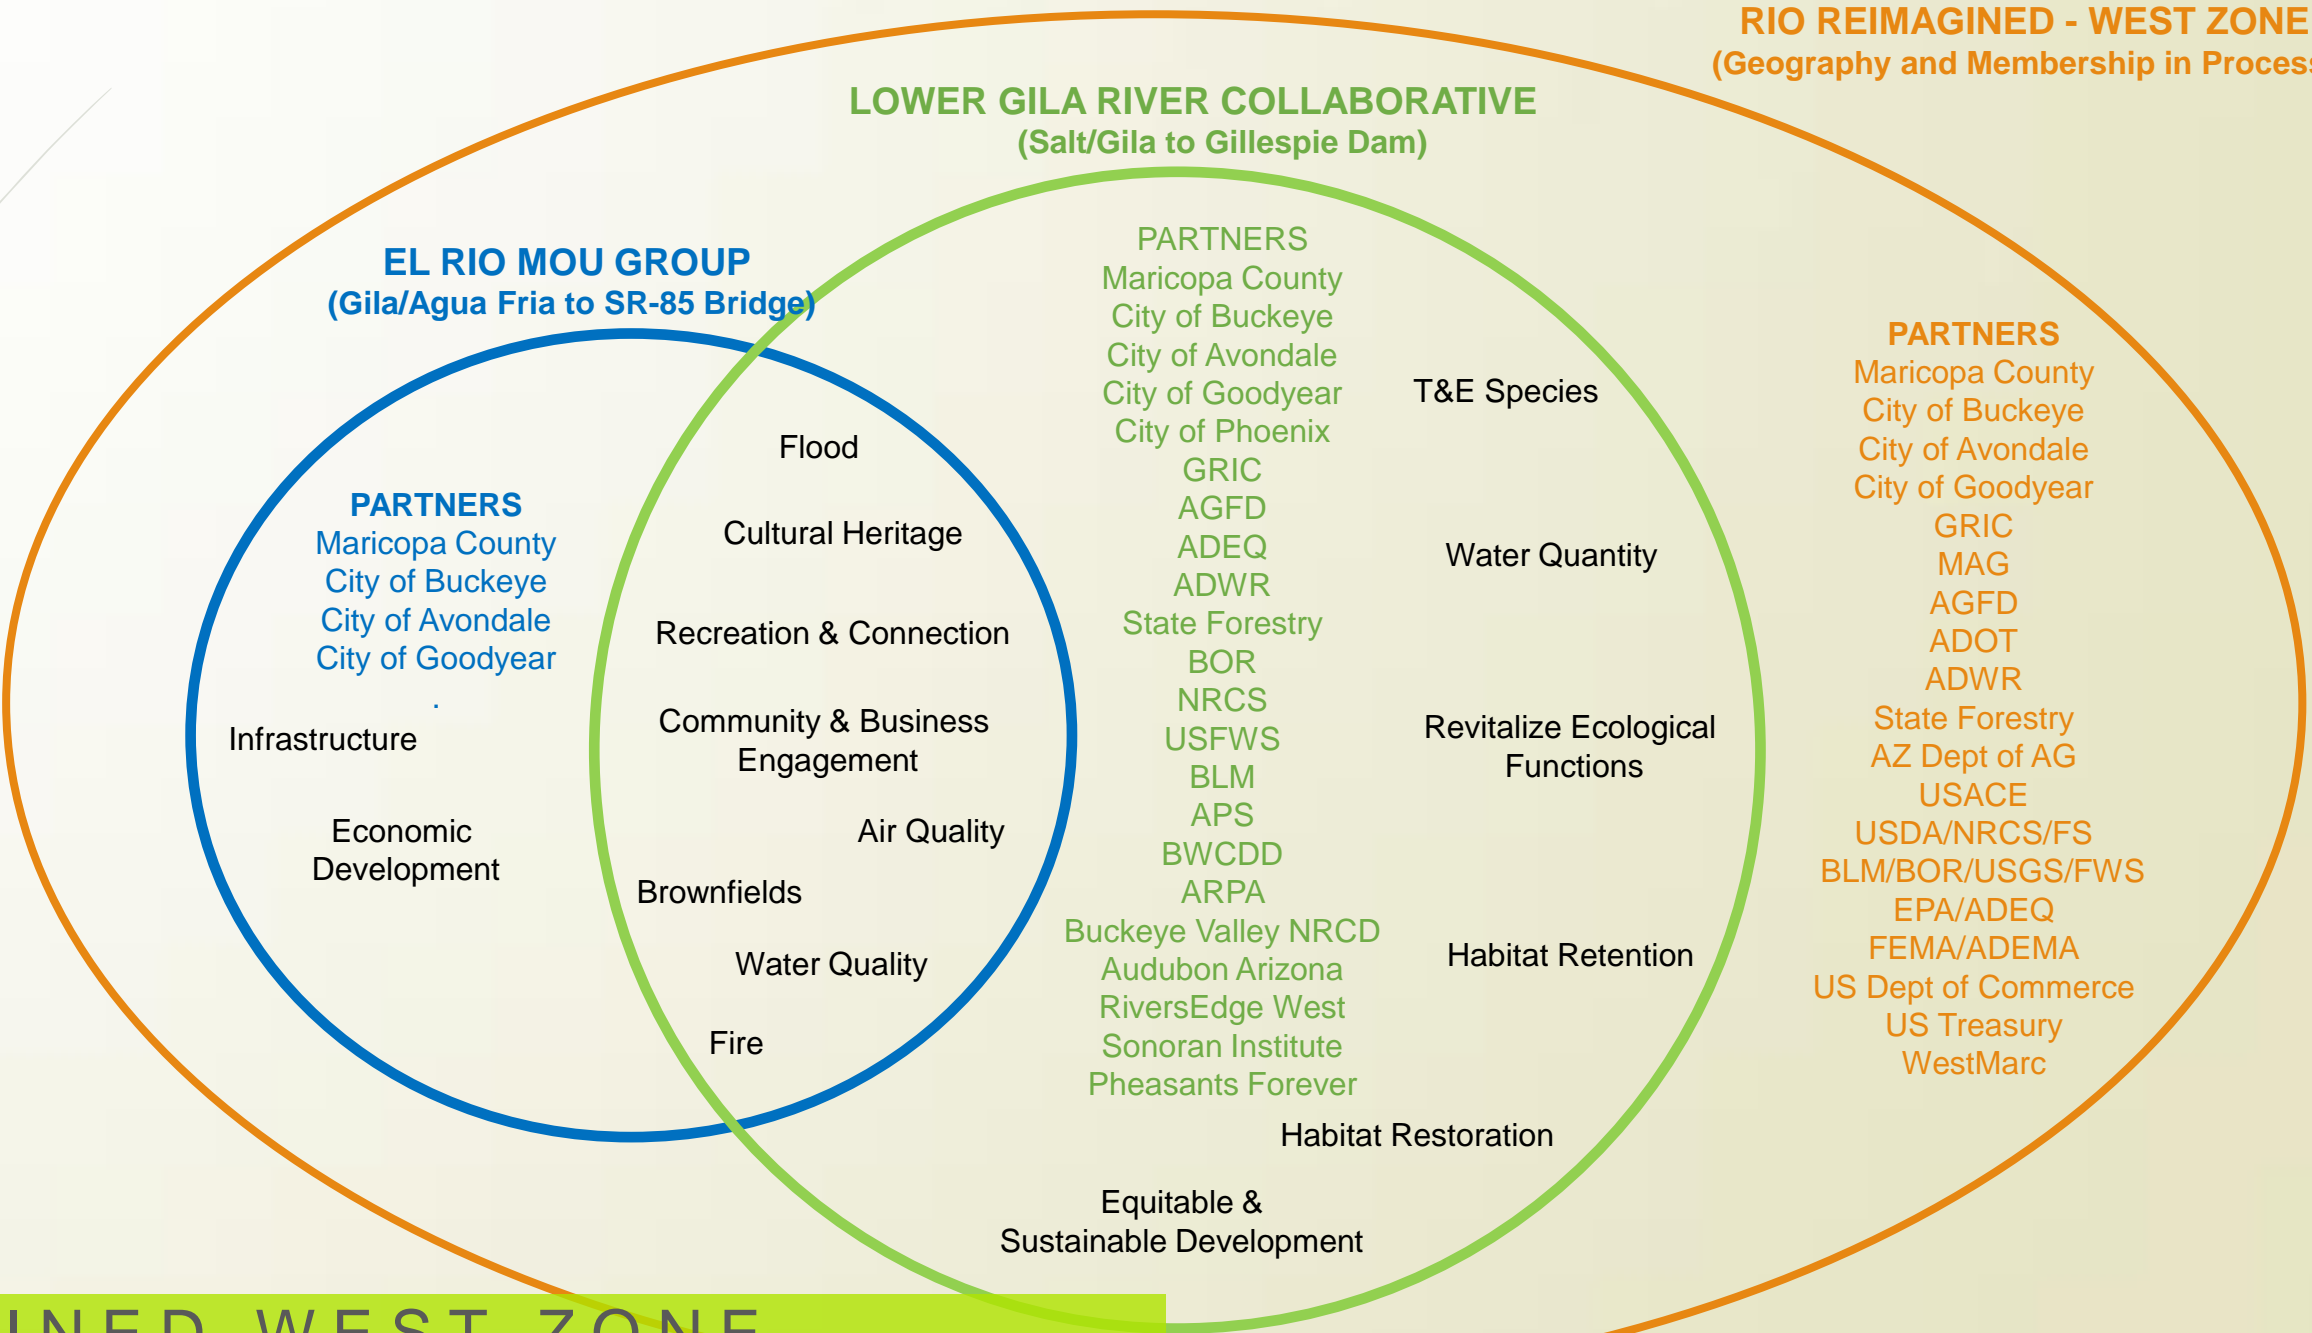 RIO REIMAGINED - WEST ZONE
(Geography and Membership in Process
LOWER GILA RIVER COLLABORATIVE
(Salt/Gila to Gillespie Dam)
EL RIO MOU GROUP
(Gila/Agua Fria to SR-85 Bridge)
PARTNERS
Maricopa County
City of Buckeye
City of Avondale
City of Goodyear
.
Infrastructure
Economic
Development
Flood
Cultural Heritage
Recreation & Connection
Community & Business
Engagement
Air Quality
Brownfields
Water Quality
Fire
PARTNERS
Maricopa County
City of Buckeye
City of Avondale
City of Goodyear
City of Phoenix
GRIC
AGFD
ADEQ
ADWR
State Forestry
BOR
NRCS
USFWS
BLM
APS
BWCDD
ARPA
Buckeye Valley NRCD
Audubon Arizona
RiversEdge West
Sonoran Institute
Pheasants Forever
T&E Species
Water Quantity
Revitalize Ecological
Functions
Habitat Retention
Habitat Restoration
Equitable &
Sustainable Development
PARTNERS
Maricopa County
City of Buckeye
City of Avondale
City of Goodyear
GRIC
MAG
AGFD
ADOT
ADWR
State Forestry
AZ Dept of AG
USACE
USDA/NRCS/FS
BLM/BOR/USGS/FWS
EPA/ADEQ
FEMA/ADEMA
US Dept of Commerce
US Treasury
WestMarc
INED WEST ZONE